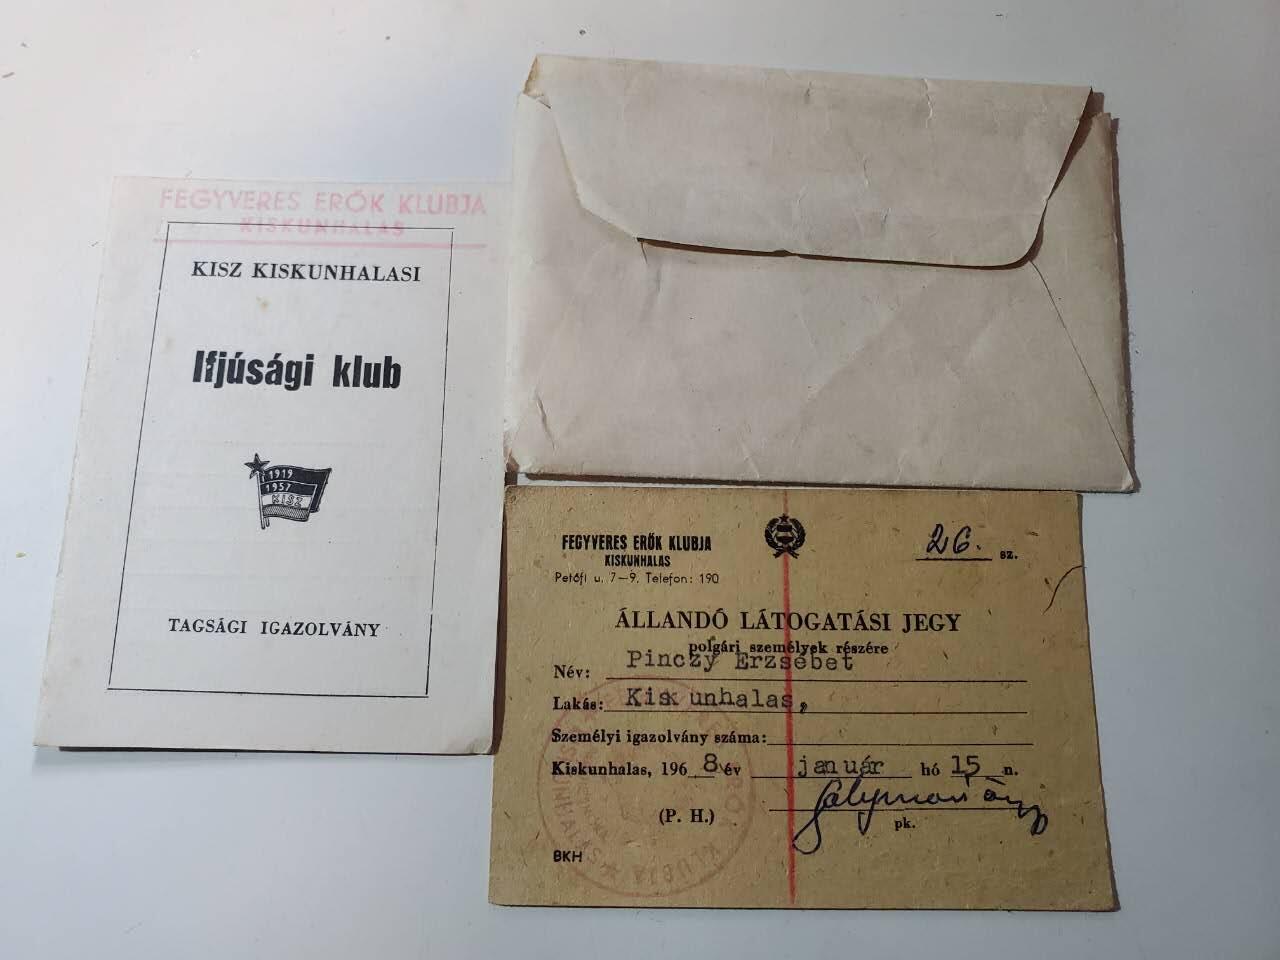 FEGYVERES ERŐK KLUBJA
KISKUNHALAS
KISZ KISKUNHALASI
Ifjúsági klub
1919
1957
KISZ
TAGSÁGI IGAZOLVÁNY
FEGYVERES ERŐK KLUBJA
KISKUNHALAS
Petőfi u. 7—9. Telefon: 190
26. sz.
ÁLLANDÓ LÁTOGATÁSI JEGY
polgári személyek részére
Név: Pinczy Erzsébet
Lakás: Kiskunhalas,
Személyi igazolvány száma:
Kiskunhalas, 1968 év január hó 15 n.
(P. H.)
pk.
BKH